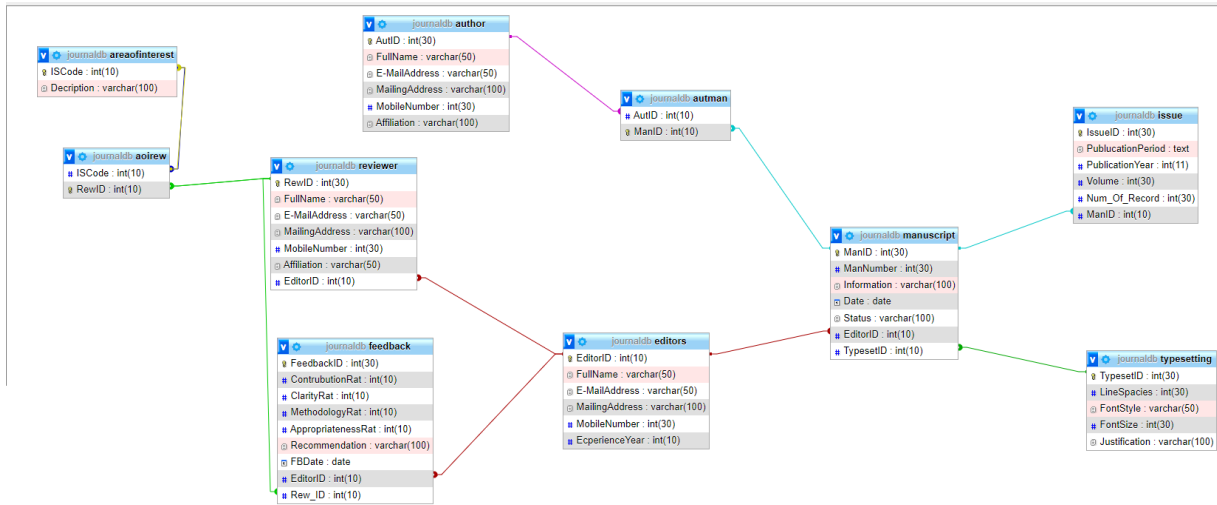 journaldb areaofinterest
ISCode : int(10)
Decription : varchar(100)
journaldb aoirew
ISCode : int(10)
RewID : int(10)
journaldb author
AutID : int(30)
FullName : varchar(50)
E-MailAddress : varchar(50)
MailingAddress : varchar(100)
MobileNumber : int(30)
Affiliation : varchar(100)
journaldb reviewer
RewID : int(30)
FullName : varchar(50)
E-MailAddress : varchar(50)
MailingAddress : varchar(100)
MobileNumber : int(30)
Affiliation : varchar(50)
EditorID : int(10)
journaldb feedback
FeedbackID : int(30)
ContrubutionRat : int(10)
ClarityRat : int(10)
MethodologyRat : int(10)
AppropriatenessRat : int(10)
Recommendation : varchar(100)
FBDate : date
EditorID : int(10)
Rew_ID : int(10)
journaldb autman
AutID : int(10)
ManID : int(10)
journaldb editors
EditorID : int(10)
FullName : varchar(50)
E-MailAddress : varchar(50)
MailingAddress : varchar(100)
MobileNumber : int(30)
EcperienceYear : int(10)
journaldb manuscript
ManID : int(30)
ManNumber : int(30)
Information : varchar(100)
Date : date
Status : varchar(100)
EditorID : int(10)
TypesetID : int(10)
journaldb issue
IssueID : int(30)
PublucationPeriod : text
PublicationYear : int(11)
Volume : int(30)
Num_Of_Record : int(30)
ManID : int(10)
journaldb typesetting
TypesetID : int(30)
LineSpacies : int(30)
FontStyle : varchar(50)
FontSize : int(30)
Justification : varchar(100)